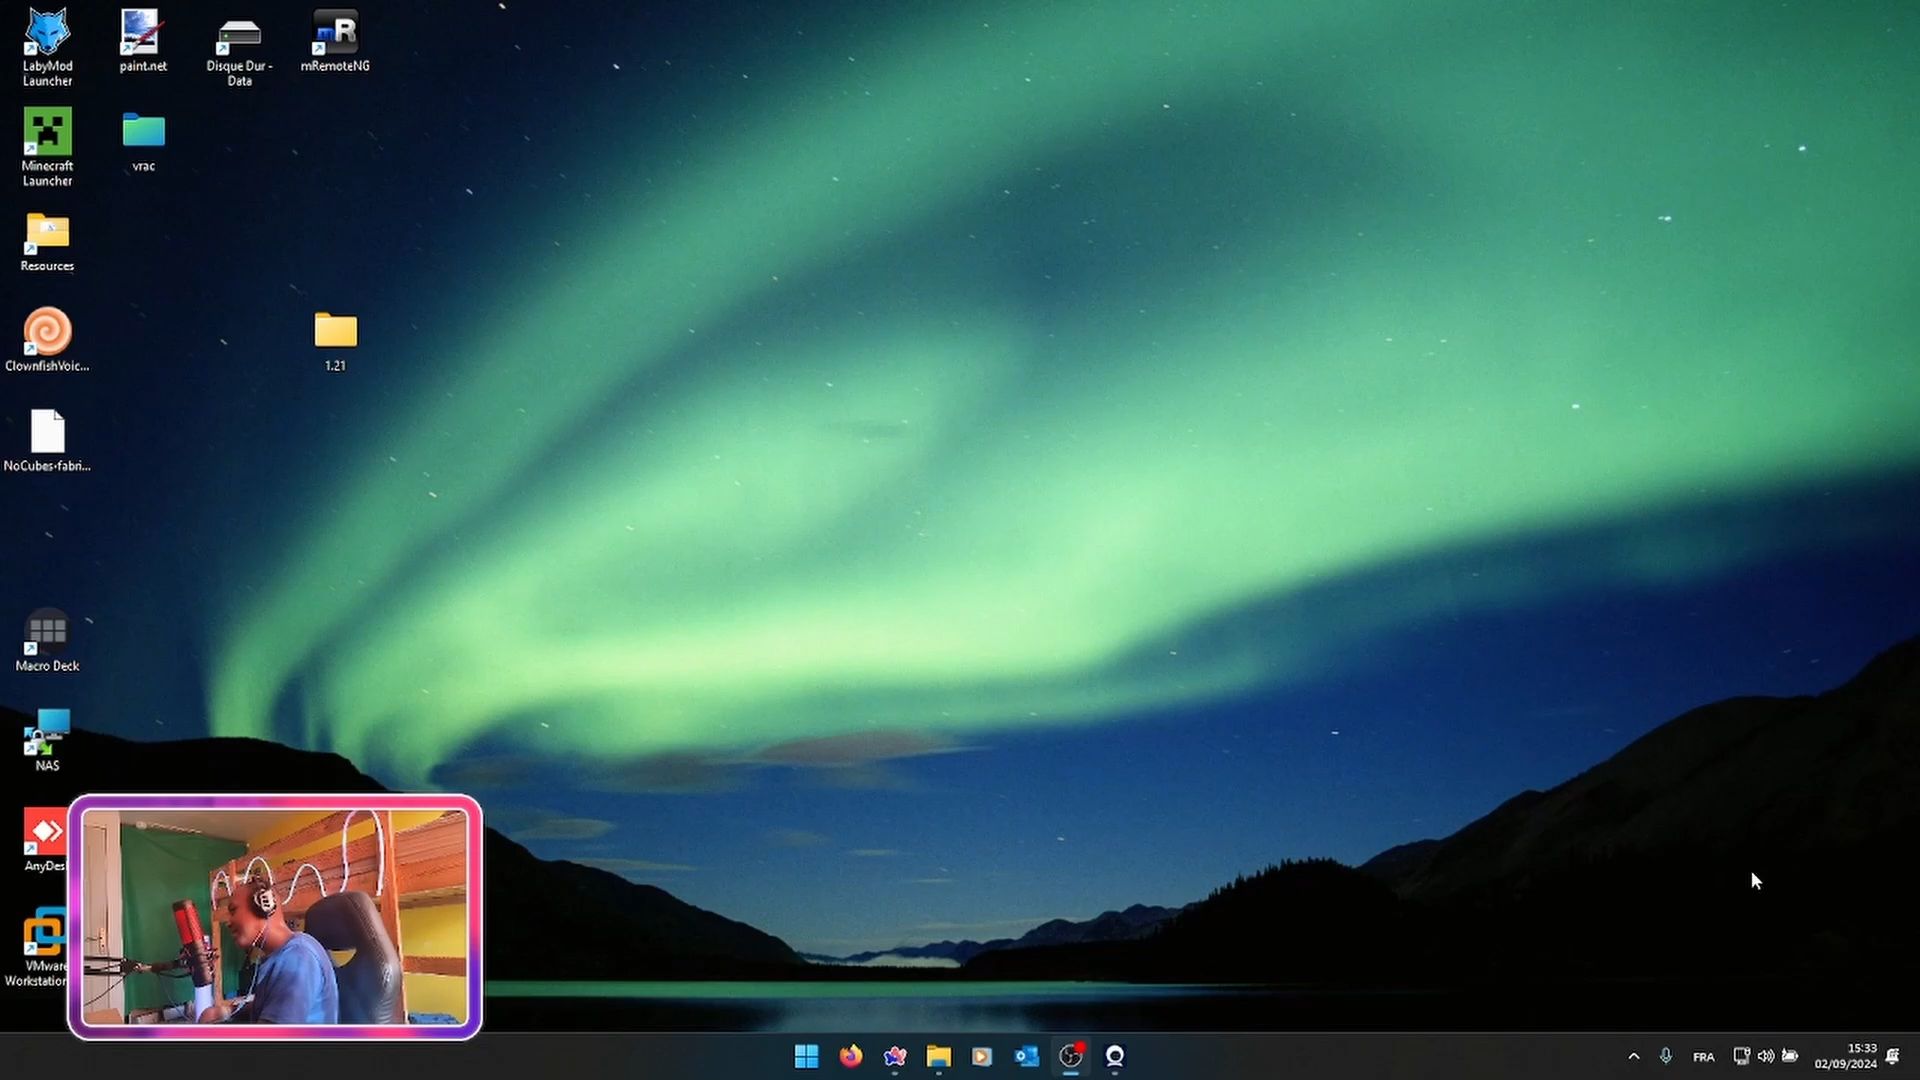 LabyMod
Launcher
paint.net
Disque Dur -
Data
mR
mRemoteNG
Minecraft
Launcher
vrac
Resources
ClownfishVoic...
1.21
NoCubes-fabri...
Macro Deck
NAS
AnyDes
VMware
Workstation
FRA
15:33
02/09/2024